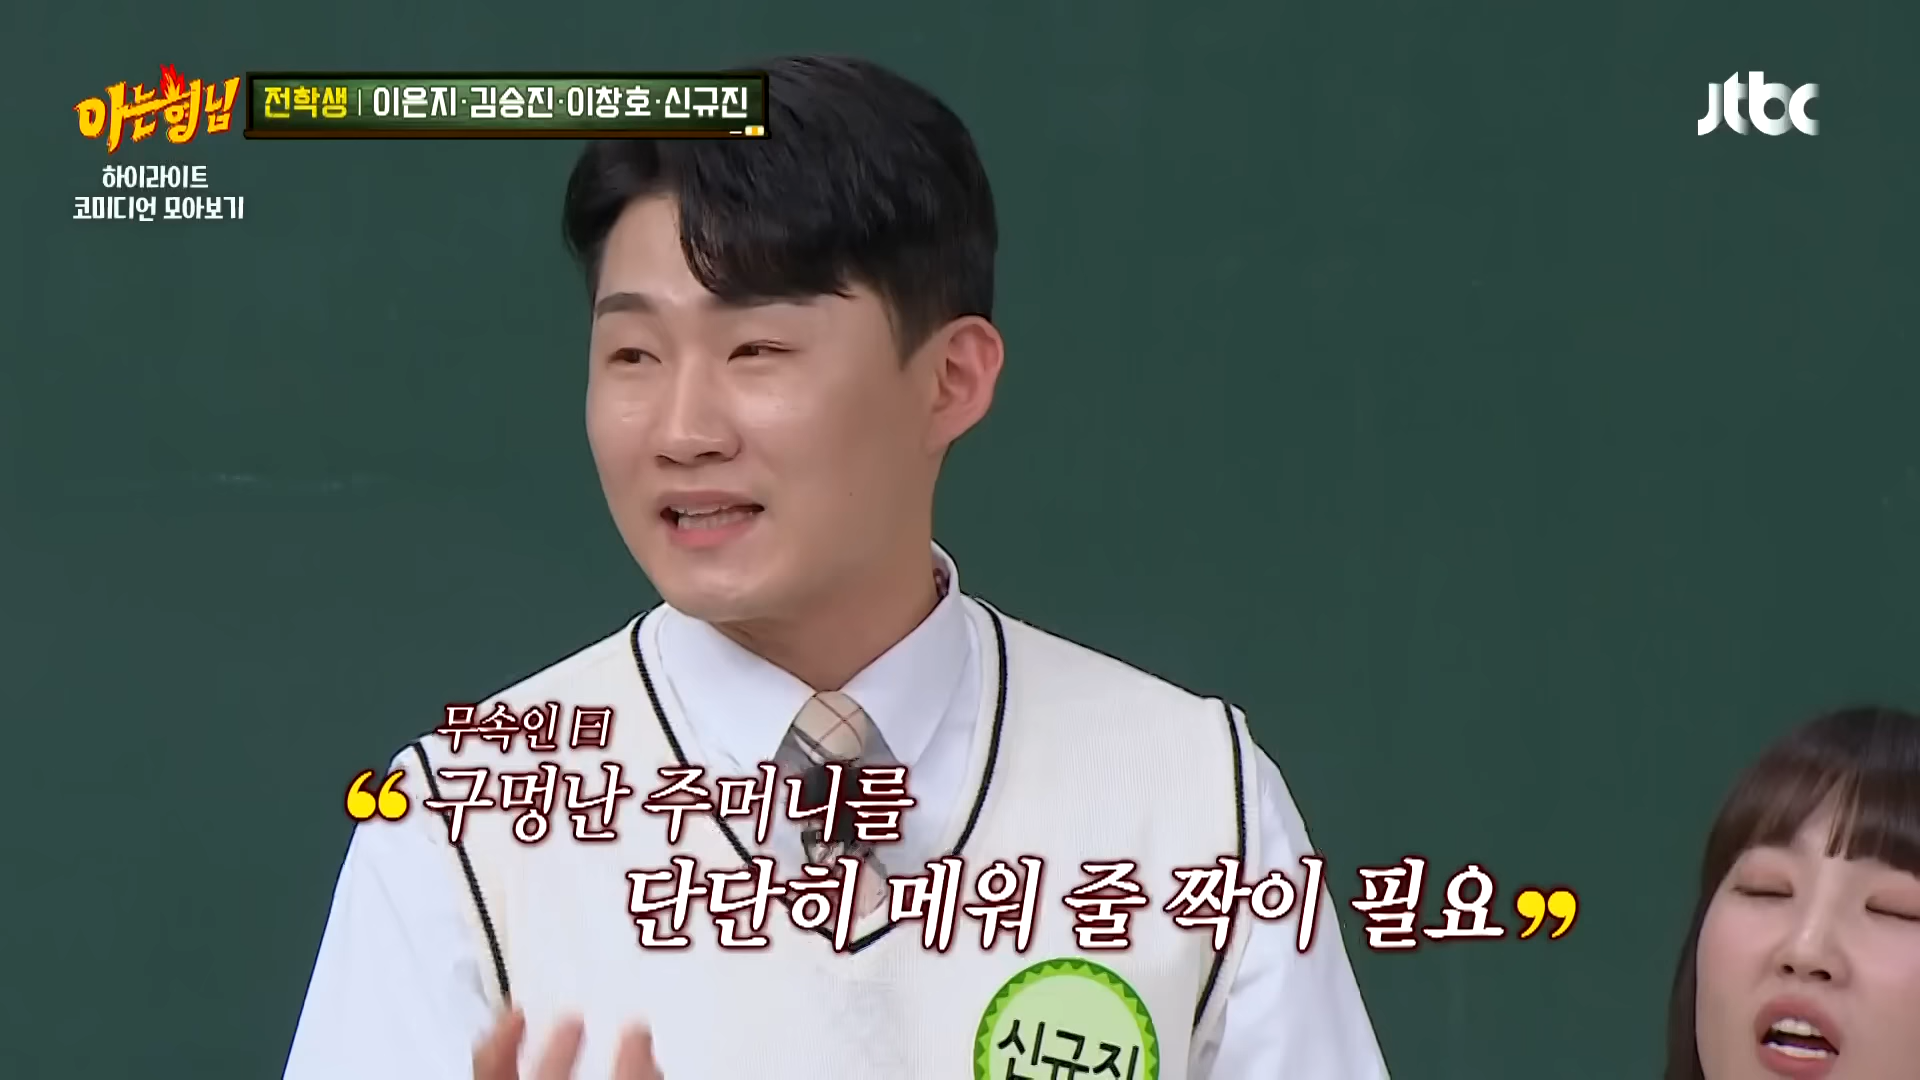 아는형님
전학생 | 이은지·김승진·이창호·신규진
jtbc
하이라이트
코미디언 모아보기
무속인 曰
“구멍난 주머니를
단단히 메워 줄 짝이 필요”
신규진